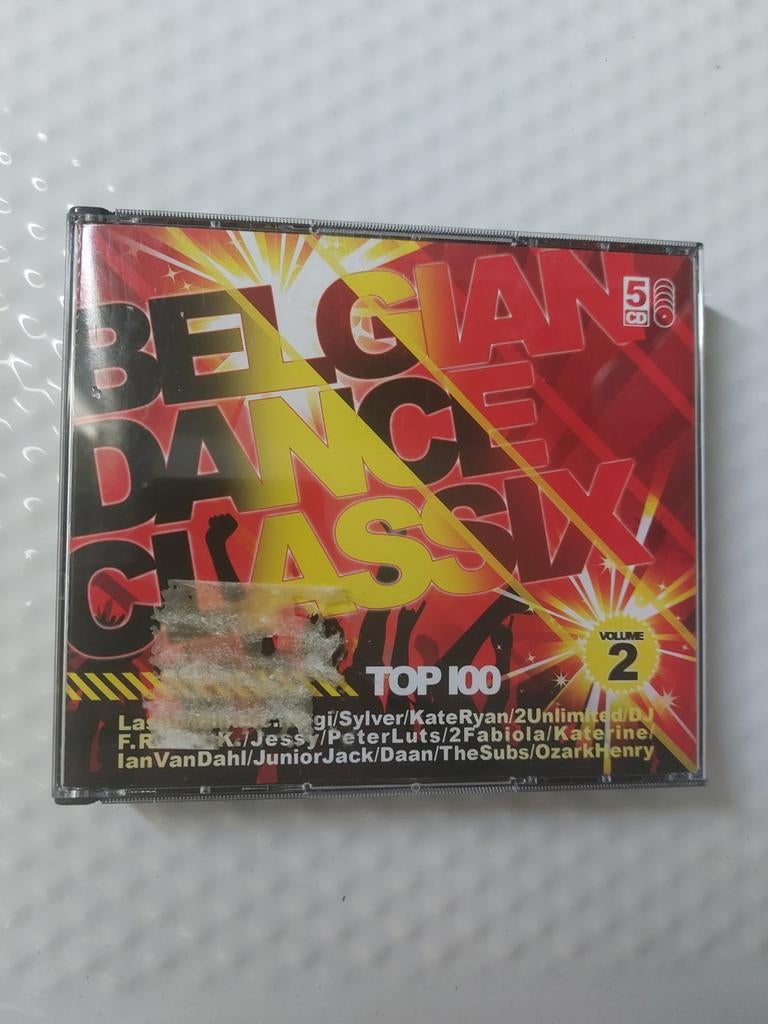 BELGIAN
5
CD
DANCE
CLASSIX
VOLUME
2
TOP 100
/Sylver/KateRyan/2Unlimited/DJ
F.R. K./Jessy/PeterLuts/2Fabiola/Katerine/
IanVanDahl/JuniorJack/Daan/TheSubs/OzarkHenry